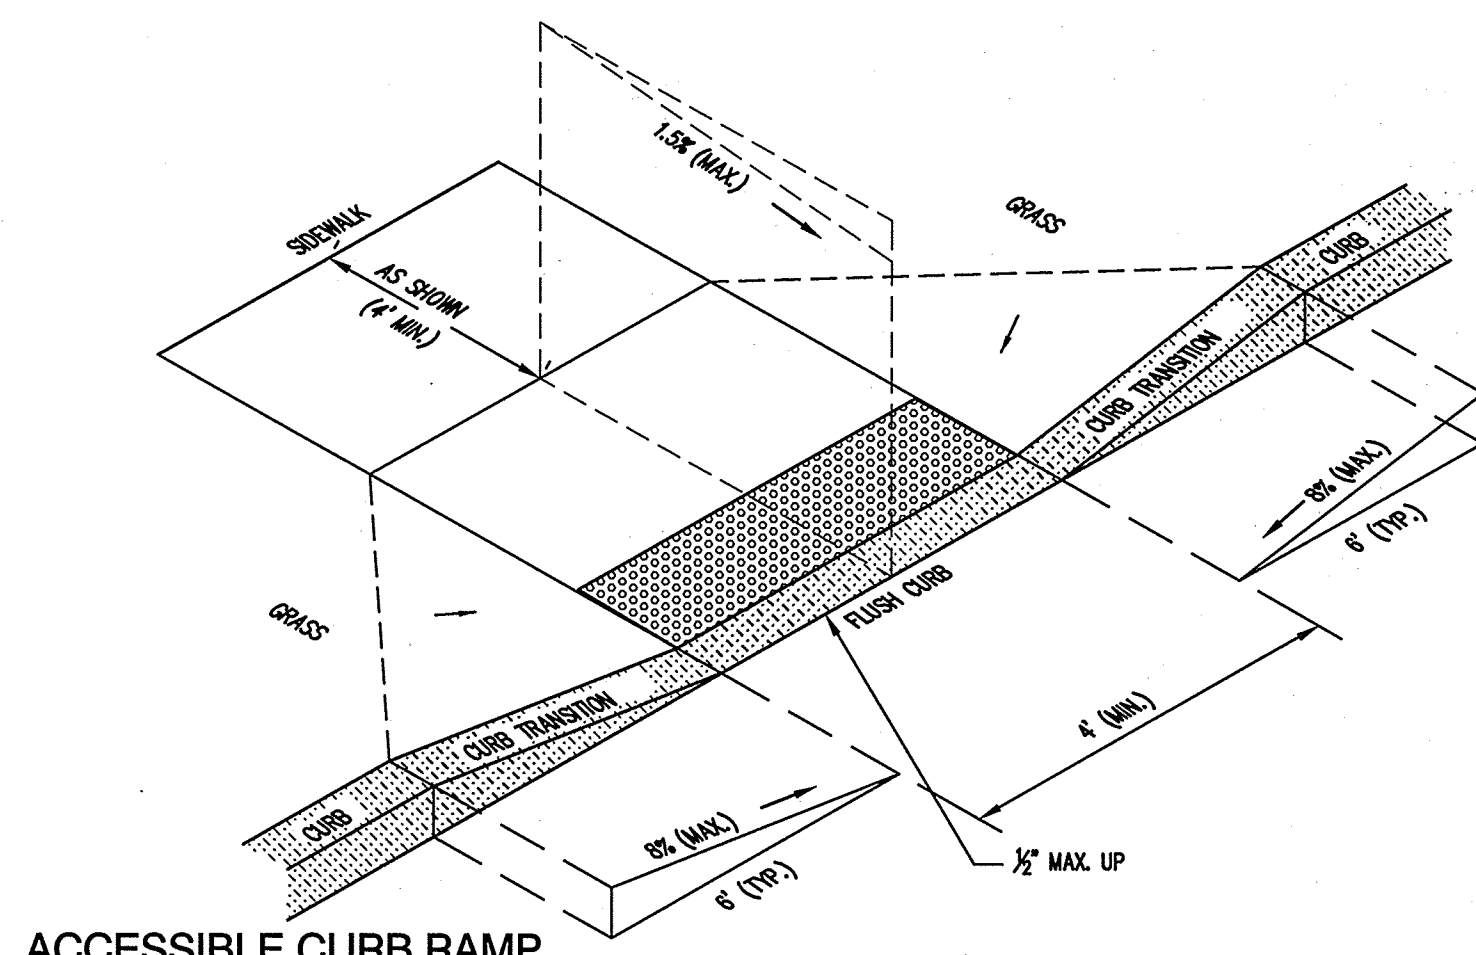 1.5% (MAX.)
GRASS
SIDEWALK
AS SHOWN
(4' MIN.)
CURB
CURB TRANSITION
8% (MAX.)
6' (TYP.)
FLUSH CURB
GRASS
4' (MIN.)
CURB TRANSITION
CURB
8% (MAX.)
6' (TYP.)
½" MAX. UP
ACCESSIBLE CURB RAMP